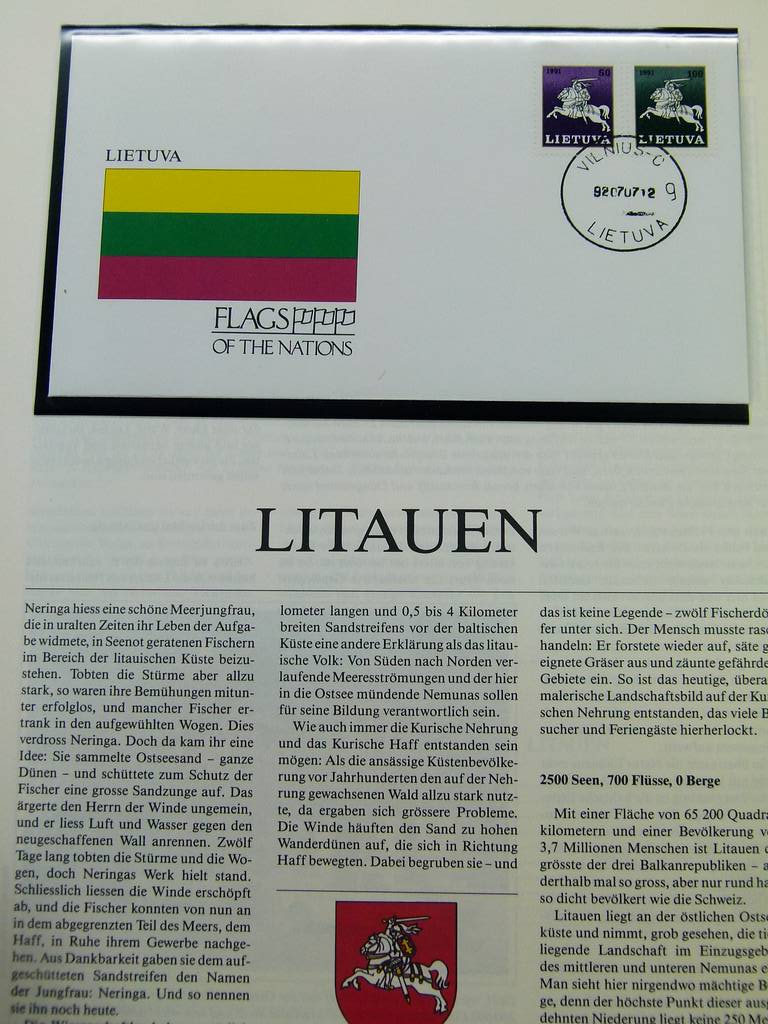 LIETUVA
FLAGS
OF THE NATIONS
1991 50
LIETUVA
1991 100
LIETUVA
VILNIUS-C
92070712 9
LIETUVA
LITAUEN
Neringa hiess eine schöne Meerjungfrau,
die in uralten Zeiten ihr Leben der Aufga-
be widmete, in Seenot geratenen Fischern
im Bereich der litauischen Küste beizu-
stehen. Tobten die Stürme aber allzu
stark, so waren ihre Bemühungen mitun-
ter erfolglos, und mancher Fischer er-
trank in den aufgewühlten Wogen. Dies
verdross Neringa. Doch da kam ihr eine
Idee: Sie sammelte Ostseesand – ganze
Dünen – und schüttete zum Schutz der
Fischer eine grosse Sandzunge auf. Das
ärgerte den Herrn der Winde ungemein,
und er liess Luft und Wasser gegen den
neugeschaffenen Wall anrennen. Zwölf
Tage lang tobten die Stürme und die Wo-
gen, doch Neringas Werk hielt stand.
Schliesslich liessen die Winde erschöpft
ab, und die Fischer konnten von nun an
in dem abgegrenzten Teil des Meers, dem
Haff, in Ruhe ihrem Gewerbe nachge-
hen. Aus Dankbarkeit gaben sie dem auf-
geschütteten Sandstreifen den Namen
der Jungfrau: Neringa. Und so nennen
sie ihn noch heute.
lometer langen und 0,5 bis 4 Kilometer
breiten Sandstreifens vor der baltischen
Küste eine andere Erklärung als das litau-
ische Volk: Von Süden nach Norden ver-
laufende Meeresströmungen und der hier
in die Ostsee mündende Nemunas sollen
für seine Bildung verantwortlich sein.
Wie auch immer die Kurische Nehrung
und das Kurische Haff entstanden sein
mögen: Als die ansässige Küstenbevölke-
rung vor Jahrhunderten den auf der Neh-
rung gewachsenen Wald allzu stark nutz-
te, da ergaben sich grössere Probleme.
Die Winde häuften den Sand zu hohen
Wanderdünen auf, die sich in Richtung
Haff bewegten. Dabei begruben sie – und
das ist keine Legende – zwölf Fischerdö
fer unter sich. Der Mensch musste rasc
handeln: Er forstete wieder auf, säte g
eignete Gräser aus und zäunte gefährde
Gebiete ein. So ist das heutige, übera
malerische Landschaftsbild auf der Ku
schen Nehrung entstanden, das viele B
sucher und Feriengäste hierherlockt.
2500 Seen, 700 Flüsse, 0 Berge
Mit einer Fläche von 65 200 Quadra
kilometern und einer Bevölkerung v
3,7 Millionen Menschen ist Litauen d
grösste der drei Balkanrepubliken – a
derthalb mal so gross, aber nur rund ha
so dicht bevölkert wie die Schweiz.
Litauen liegt an der östlichen Osts
küste und nimmt, grob gesehen, die ti
liegende Landschaft im Einzugsgeb
des mittleren und unteren Nemunas e
Man sieht hier nirgendwo mächtige B
ge, denn der höchste Punkt dieser ausg
dehnten Niederung liegt keine 250 Me